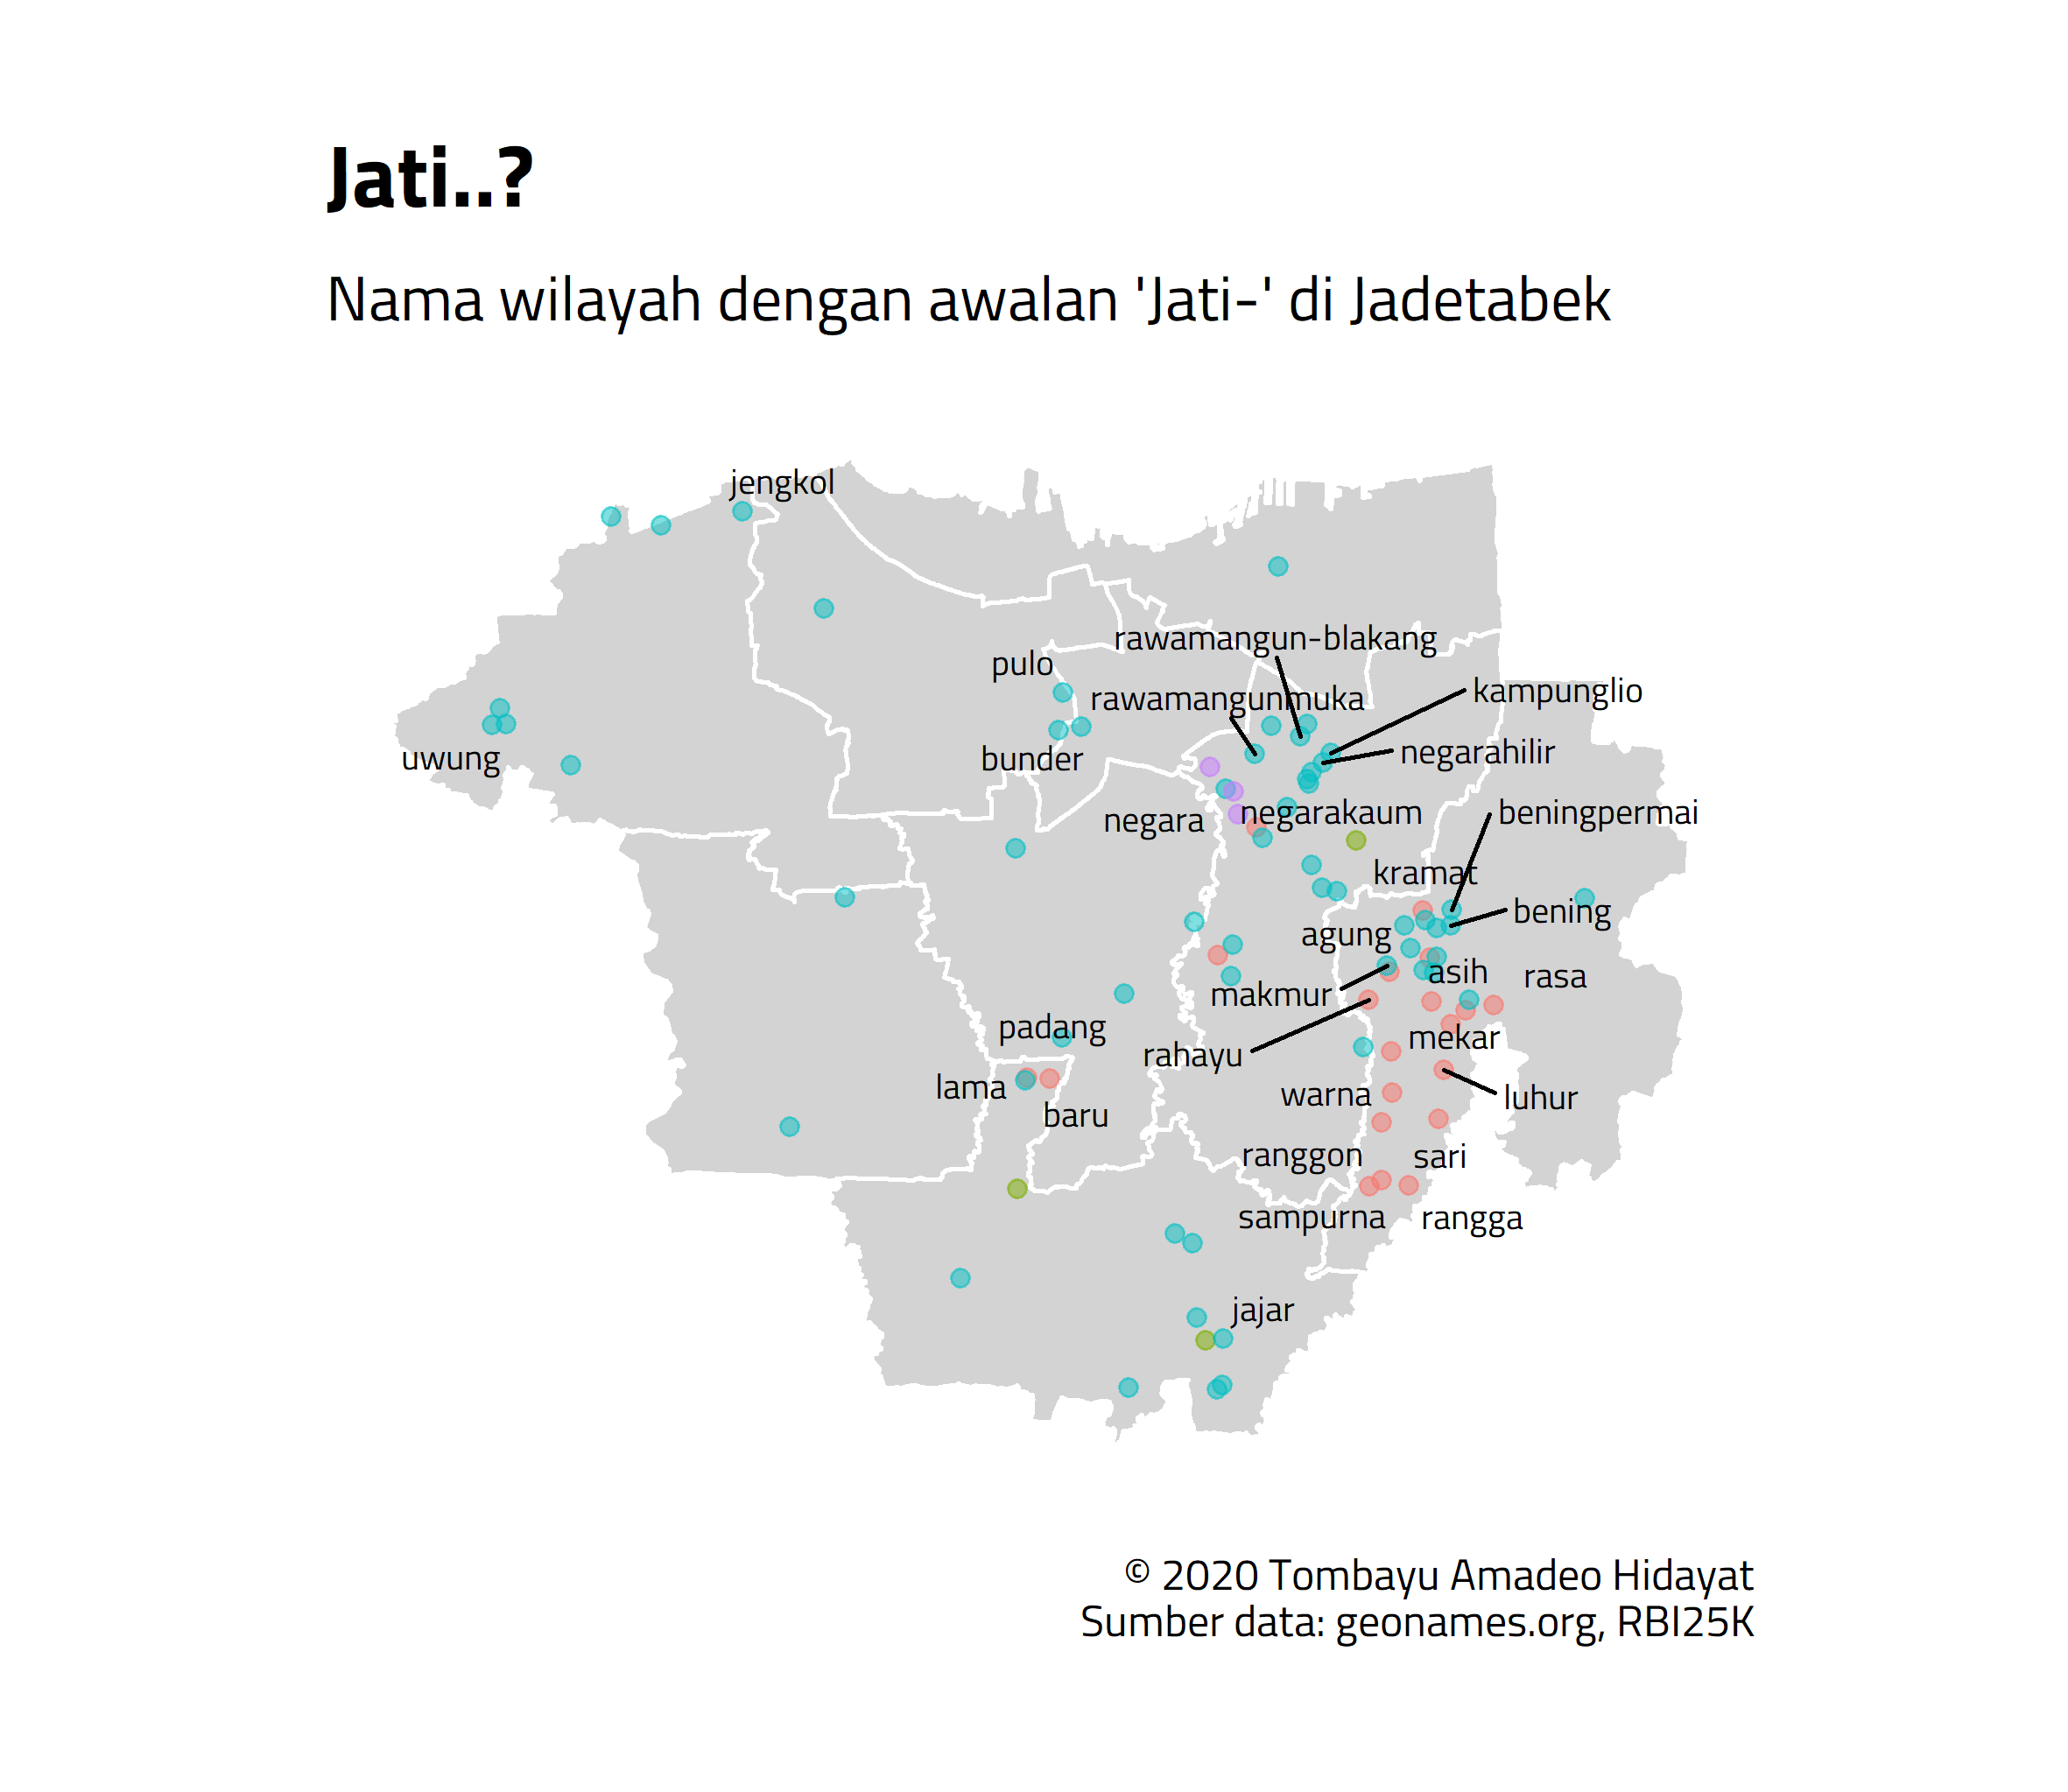 Jati..?
Nama wilayah dengan awalan 'Jati-' di Jadetabek
jengkol
rawamangun-blakang
pulo
kampunglio
rawamangunmuka
negarahilir
uwung
bunder
beningpermai
negara
negarakaum
kramat
bening
agung
asih
rasa
makmur
padang
mekar
rahayu
lama
warna
luhur
baru
ranggon
sari
sampurna
rangga
jajar
© 2020 Tombayu Amadeo Hidayat
Sumber data: geonames.org, RBI25K